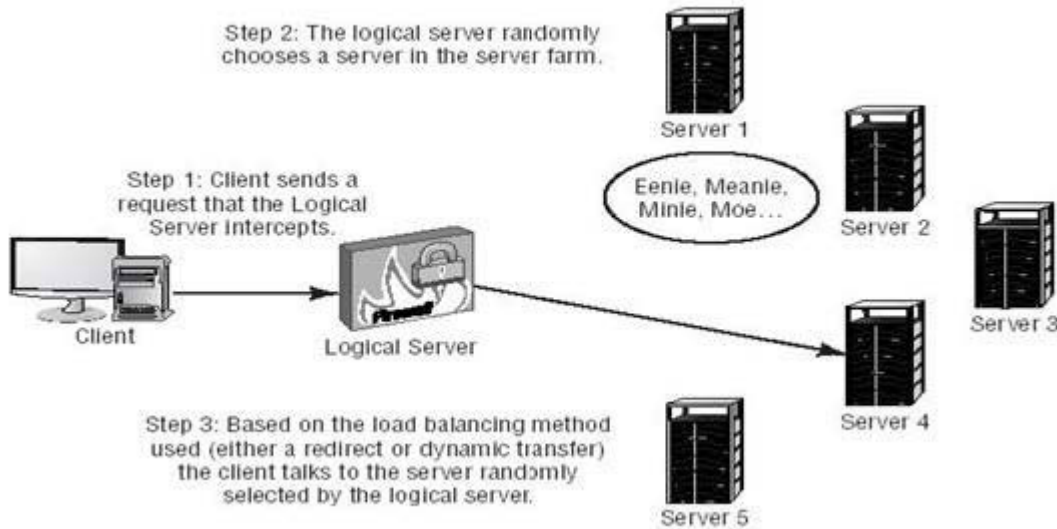 Step 2: The logical server randomly
chooses a server in the server farm.
Server 1
Step 1: Client sends a
request that the Logical
Server intercepts.
Eenie, Meanie,
Minie, Moe...
Server 2
Server 3
Client
Firewall
Logical Server
Server 4
Step 3: Based on the load balancing method
used (either a redirect or dynamic transfer)
the client talks to the server randomly
selected by the logical server.
Server 5